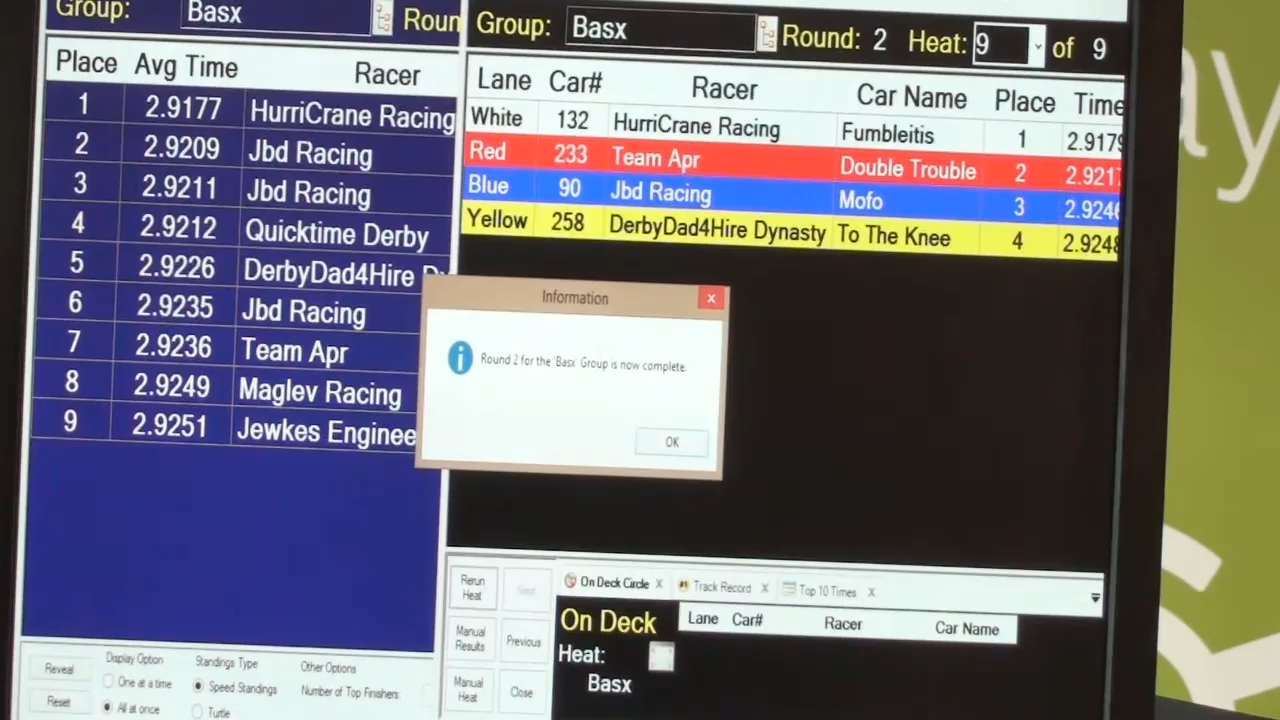 Group: Basx Roun
Place Avg Time Racer
1 2.9177 HurriCrane Racing
2 2.9209 Jbd Racing
3 2.9211 Jbd Racing
4 2.9212 Quicktime Derby
5 2.9226 DerbyDad4Hire
6 2.9235 Jbd Racing
7 2.9236 Team Apr
8 2.9249 Maglev Racing
9 2.9251 Jewkes Enginee
Group: Basx Round: 2 Heat: 9 of 9
Lane Car# Racer Car Name Place Time
White 132 HurriCrane Racing Fumbleitis 1 2.9179
Red 233 Team Apr Double Trouble 2 2.9217
Blue 90 Jbd Racing Mofo 3 2.9246
Yellow 258 DerbyDad4Hire Dynasty To The Knee 4 2.9248
Information
Round 2 for the 'Basx' Group is now complete.
OK
Rerun
Heat
Next
Manual
Results
Previous
Manual
Heat
Close
On Deck Circle Track Record Top 10 Times
On Deck
Lane Car# Racer Car Name
Heat:
Basx
Reveal
Reset
Display Option
One at a time
All at once
Standings Type
Speed Standings
Turtle
Other Options
Number of Top Finishers:
ay